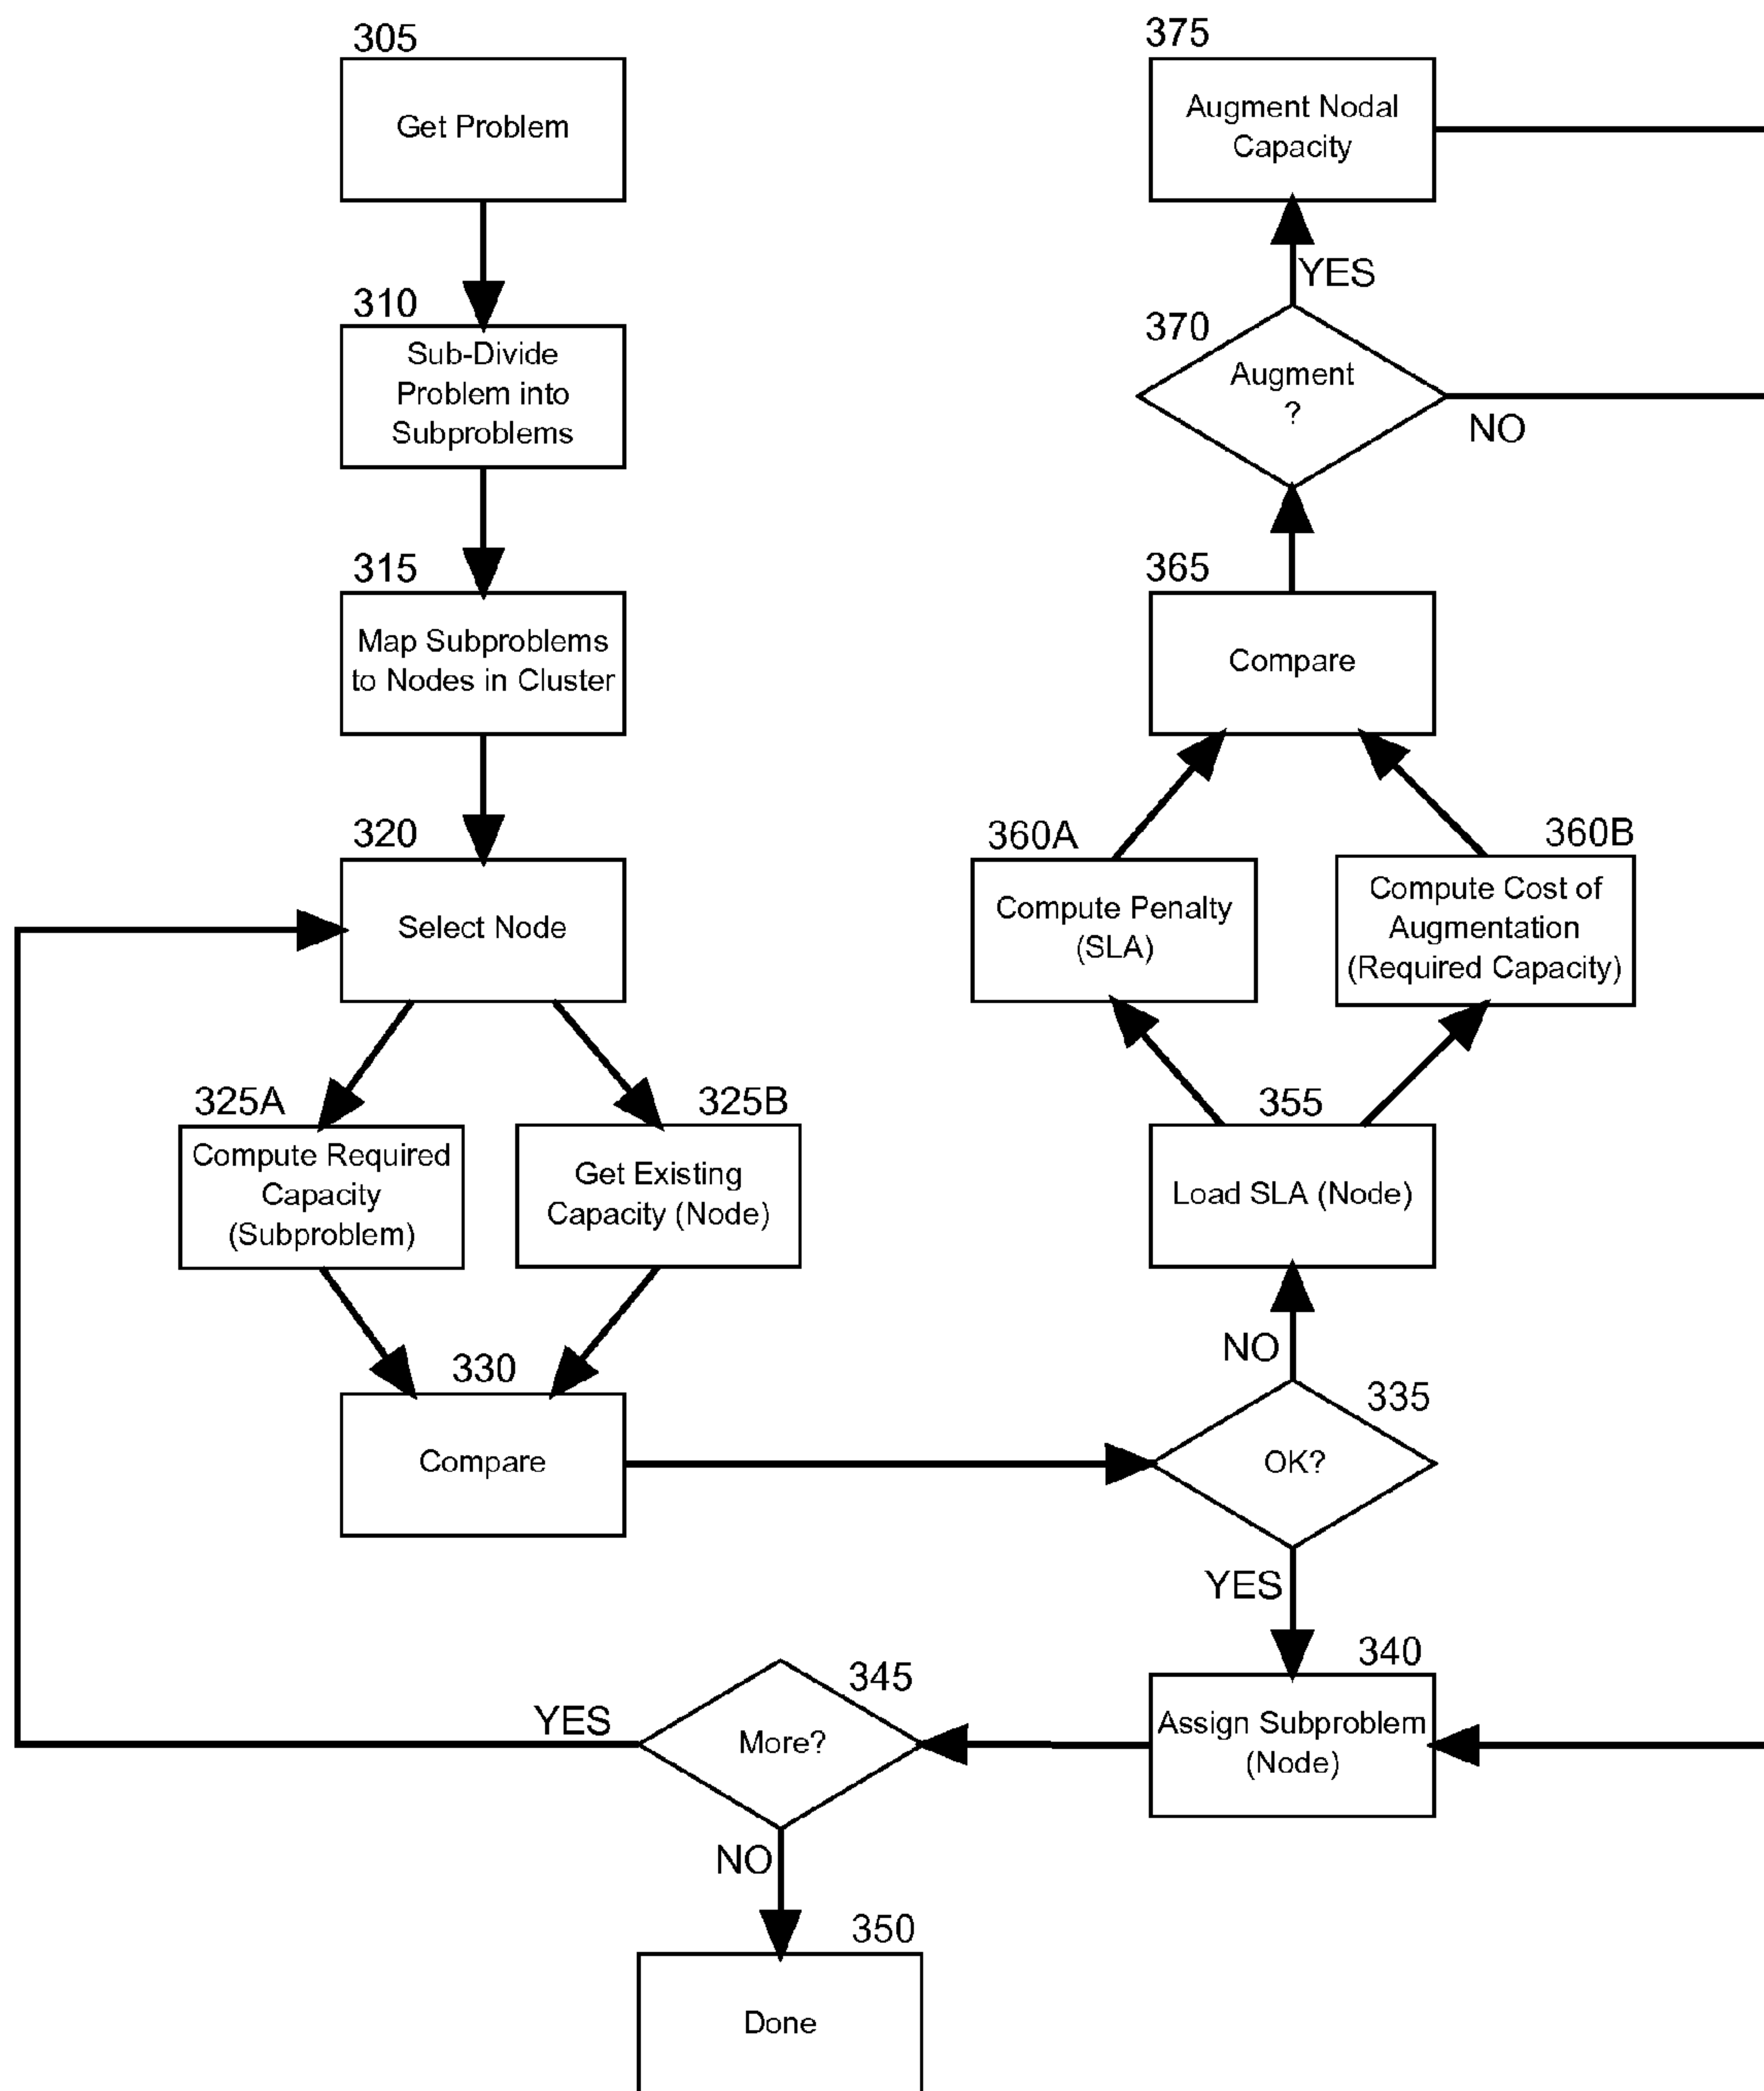 305
Get Problem
310
Sub-Divide
Problem into
Subproblems
315
Map Subproblems
to Nodes in Cluster
320
Select Node
325A
Compute Required
Capacity
(Subproblem)
325B
Get Existing
Capacity (Node)
330
Compare
335
OK?
NO
YES
340
Assign Subproblem
(Node)
345
More?
YES
NO
350
Done
355
Load SLA (Node)
360A
Compute Penalty
(SLA)
360B
Compute Cost of
Augmentation
(Required Capacity)
365
Compare
370
Augment
?
YES
NO
375
Augment Nodal
Capacity